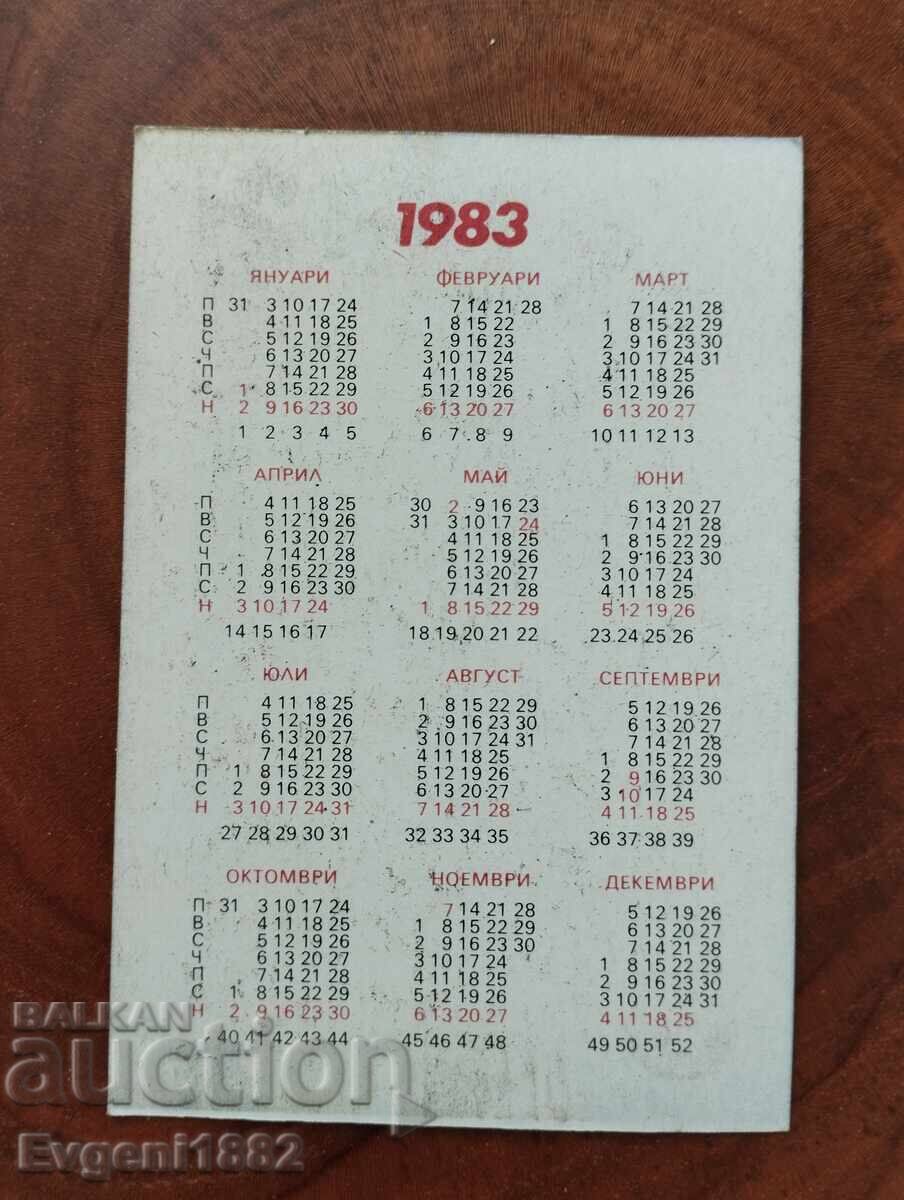 1983
ЯНУАРИ ФЕВРУАРИ МАРТ
П 31 3 10 17 24 7 14 21 28 7 14 21 28
В 4 11 18 25 1 8 15 22 1 8 15 22 29
С 5 12 19 26 2 9 16 23 2 9 16 23 30
Ч 6 13 20 27 3 10 17 24 3 10 17 24 31
П 7 14 21 28 4 11 18 25 4 11 18 25
С 1 8 15 22 29 5 12 19 26 5 12 19 26
Н 2 9 16 23 30 6 13 20 27 6 13 20 27
1 2 3 4 5 6 7 8 9 10 11 12 13
АПРИЛ МАЙ ЮНИ
П 4 11 18 25 30 2 9 16 23 6 13 20 27
В 5 12 19 26 31 3 10 17 24 7 14 21 28
С 6 13 20 27 4 11 18 25 1 8 15 22 29
Ч 7 14 21 28 5 12 19 26 2 9 16 23 30
П 1 8 15 22 29 6 13 20 27 3 10 17 24
С 2 9 16 23 30 7 14 21 28 4 11 18 25
Н 3 10 17 24 1 8 15 22 29 5 12 19 26
14 15 16 17 18 19 20 21 22 23 24 25 26
ЮЛИ АВГУСТ СЕПТЕМВРИ
П 4 11 18 25 1 8 15 22 29 5 12 19 26
В 5 12 19 26 2 9 16 23 30 6 13 20 27
С 6 13 20 27 3 10 17 24 31 7 14 21 28
Ч 7 14 21 28 4 11 18 25 1 8 15 22 29
П 1 8 15 22 29 5 12 19 26 2 9 16 23 30
С 2 9 16 23 30 6 13 20 27 3 10 17 24
Н 3 10 17 24 31 7 14 21 28 4 11 18 25
27 28 29 30 31 32 33 34 35 36 37 38 39
ОКТОМВРИ НОЕМВРИ ДЕКЕМВРИ
П 31 3 10 17 24 7 14 21 28 5 12 19 26
В 4 11 18 25 1 8 15 22 29 6 13 20 27
С 5 12 19 26 2 9 16 23 30 7 14 21 28
Ч 6 13 20 27 3 10 17 24 1 8 15 22 29
П 7 14 21 28 4 11 18 25 2 9 16 23 30
С 1 8 15 22 29 5 12 19 26 3 10 17 24 31
Н 2 9 16 23 30 6 13 20 27 4 11 18 25
40 41 42 43 44 45 46 47 48 49 50 51 52
BALKAN
auction
Evgeni1882